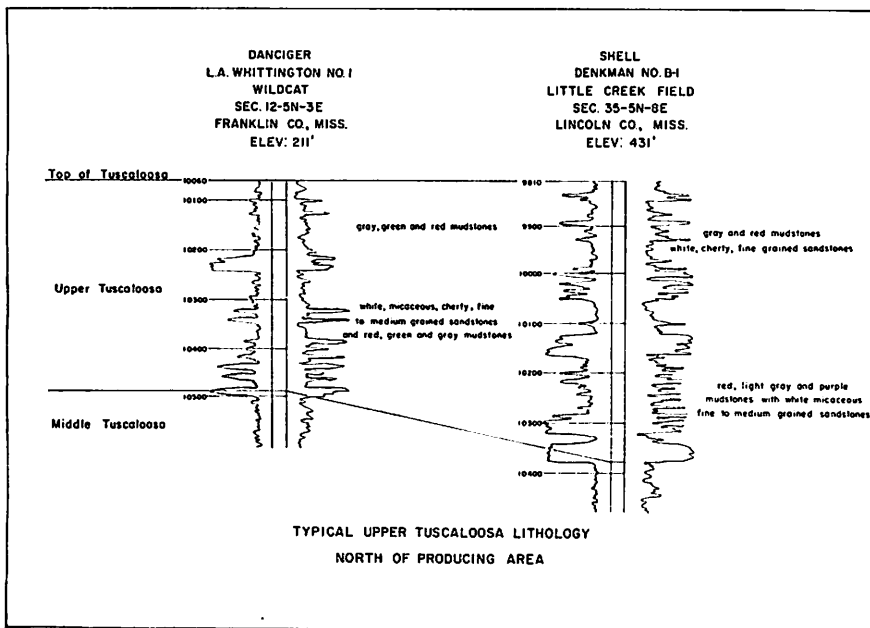 DANCIGER
L.A. WHITTINGTON NO. 1
WILDCAT
SEC. 12-5N-3E
FRANKLIN CO., MISS.
ELEV: 211'
SHELL
DENKMAN NO. B-1
LITTLE CREEK FIELD
SEC. 35-5N-8E
LINCOLN CO., MISS.
ELEV: 431'
Top of Tuscaloosa
10060
10100
10200
10300
10400
10500
Upper Tuscaloosa
Middle Tuscaloosa
gray, green and red mudstones
white, micaceous, cherty, fine
to medium grained sandstones
and red, green and gray mudstones
9810
9900
10000
10100
10200
10300
10400
gray and red mudstones
white, cherty, fine grained sandstones
red, light gray and purple
mudstones with white micaceous
fine to medium grained sandstones
TYPICAL UPPER TUSCALOOSA LITHOLOGY
NORTH OF PRODUCING AREA